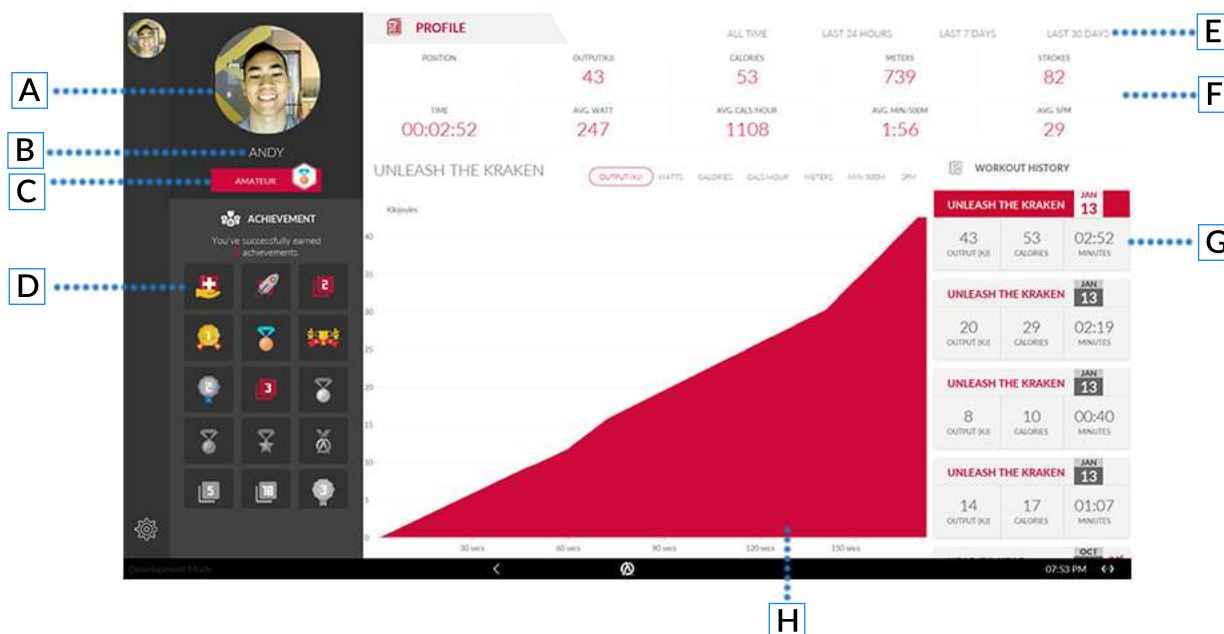 A
B
C
D
E
F
G
H
PROFILE
ALL TIME LAST 24 HOURS LAST 7 DAYS LAST 30 DAYS
POSITION OUTPUT(KJ) CALORIES METERS STROKES
43 53 739 82
TIME AVG. WATT AVG. CALS/HOUR AVG. MIN/500M AVG. SPM
00:02:52 247 1108 1:56 29
ANDY
AMATEUR
ACHIEVEMENT
You've successfully earned
achievements
2
1
2 3
5 18 3
UNLEASH THE KRAKEN
OUTPUT (KJ) WATTS CALORIES CALS/HOUR METERS MIN/500M SPM
Kilojoules
40
35
30
25
20
15
10
5
0
30 secs 60 secs 90 secs 120 secs 150 secs
WORKOUT HISTORY
UNLEASH THE KRAKEN JAN 13
43 53 02:52
OUTPUT (KJ) CALORIES MINUTES
UNLEASH THE KRAKEN JAN 13
20 29 02:19
OUTPUT (KJ) CALORIES MINUTES
UNLEASH THE KRAKEN JAN 13
8 10 00:40
OUTPUT (KJ) CALORIES MINUTES
UNLEASH THE KRAKEN JAN 13
14 17 01:07
OUTPUT (KJ) CALORIES MINUTES
OCT
Development Mode
07:53 PM